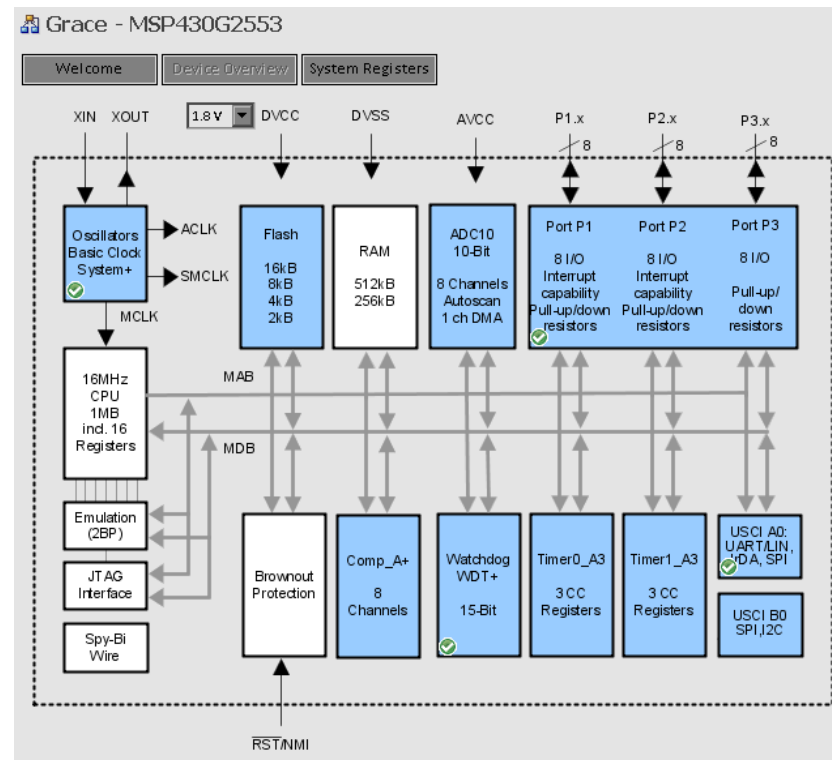 Grace - MSP430G2553
Welcome
Device Overview
System Registers
XIN
XOUT
1.8 V
DVCC
DVSS
AVCC
P1.x
P2.x
P3.x
8
8
8
Oscillators
Basic Clock
System+
ACLK
SMCLK
MCLK
Flash
16kB
8kB
4kB
2kB
RAM
512kB
256kB
ADC10
10-Bit
8 Channels
Autoscan
1 ch DMA
Port P1
8 I/O
Interrupt
capability
Pull-up/down
resistors
Port P2
8 I/O
Interrupt
capability
Pull-up/down
resistors
Port P3
8 I/O
Pull-up/
down
resistors
16MHz
CPU
1MB
incl. 16
Registers
MAB
MDB
Emulation
(2BP)
JTAG
Interface
Spy-Bi
Wire
Brownout
Protection
Comp_A+
8
Channels
Watchdog
WDT+
15-Bit
Timer0_A3
3 CC
Registers
Timer1_A3
3 CC
Registers
USCI A0:
UART/LIN,
IrDA, SPI
USCI B0
SPI,I2C
RST/NMI